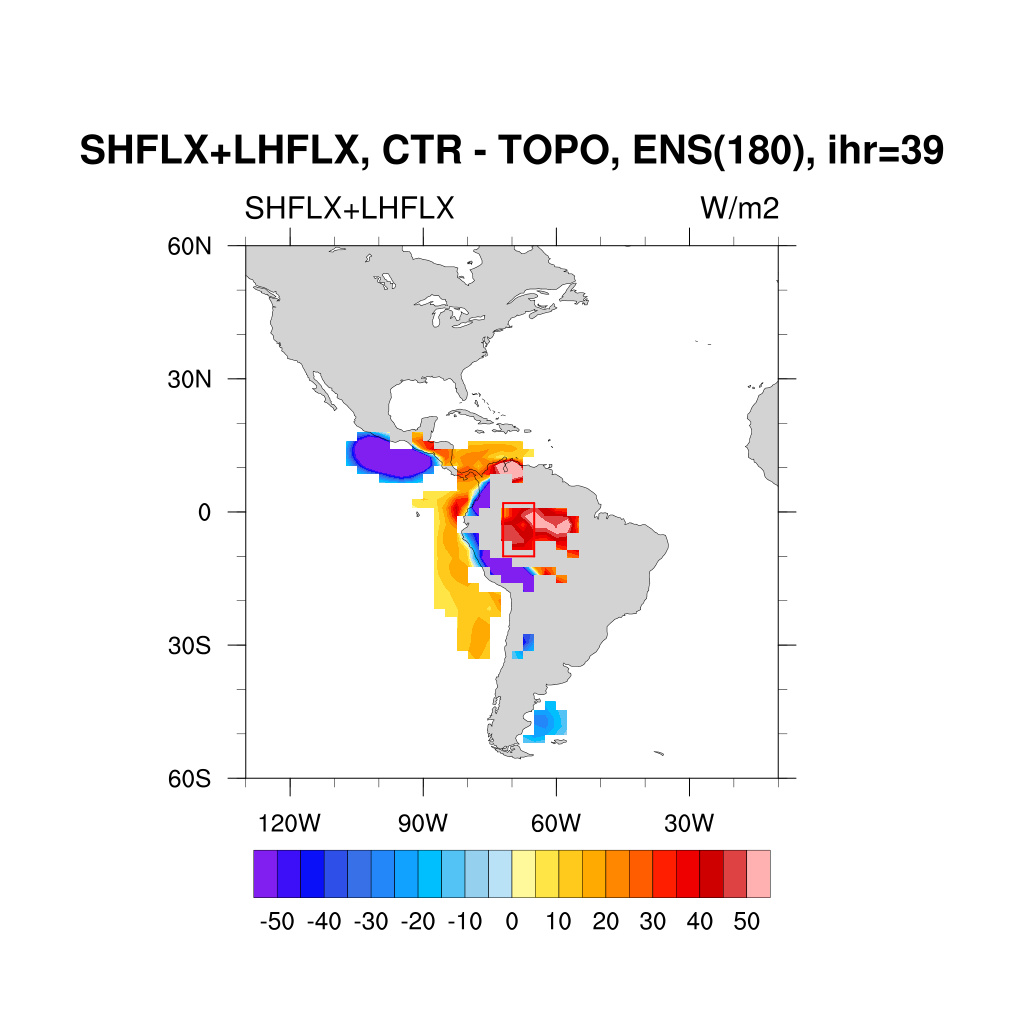 SHFLX+LHFLX, CTR - TOPO, ENS(180), ihr=39
SHFLX+LHFLX W/m2
60N
30N
0
30S
60S
120W 90W 60W 30W
-50 -40 -30 -20 -10 0 10 20 30 40 50